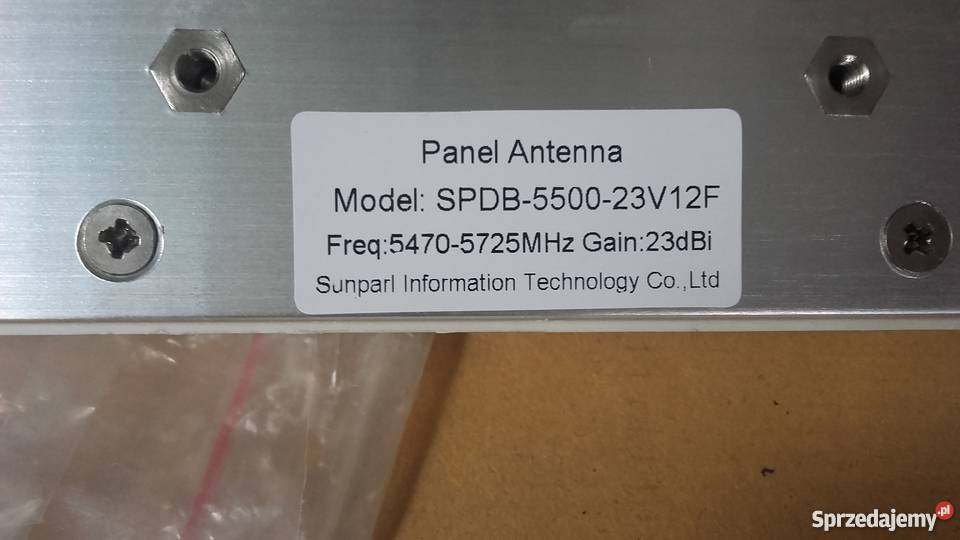 Panel Antenna
Model: SPDB-5500-23V12F
Freq:5470-5725MHz Gain:23dBi
Sunparl Information Technology Co.,Ltd
Sprzedajemy.pl